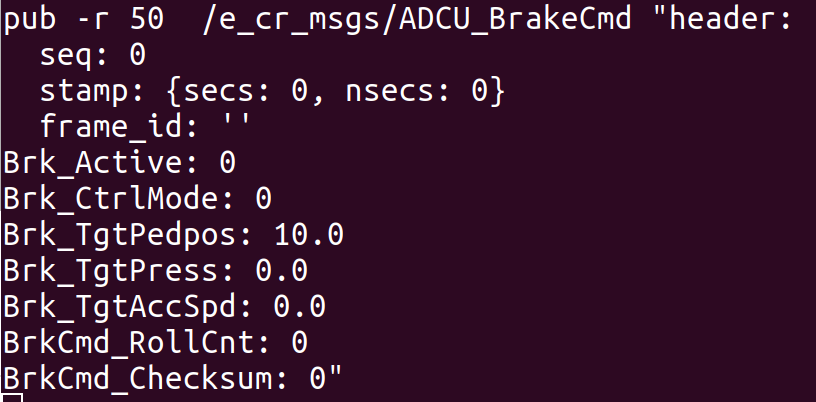 pub -r 50  /e_cr_msgs/ADCU_BrakeCmd "header:
  seq: 0
  stamp: {secs: 0, nsecs: 0}
  frame_id: ''
Brk_Active: 0
Brk_CtrlMode: 0
Brk_TgtPedpos: 10.0
Brk_TgtPress: 0.0
Brk_TgtAccSpd: 0.0
BrkCmd_RollCnt: 0
BrkCmd_Checksum: 0"